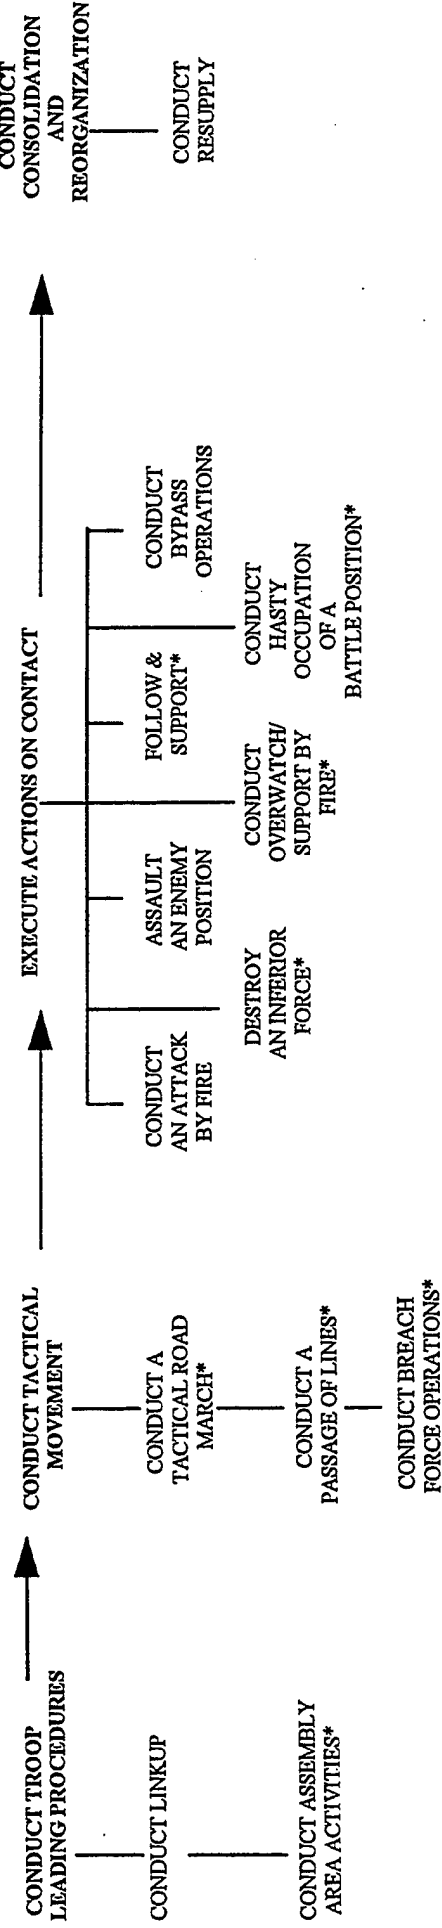 CONDUCT TROOP
LEADING PROCEDURES
CONDUCT LINKUP
CONDUCT ASSEMBLY
AREA ACTIVITIES*
CONDUCT TACTICAL
MOVEMENT
CONDUCT A
TACTICAL ROAD
MARCH*
CONDUCT A
PASSAGE OF LINES*
CONDUCT BREACH
FORCE OPERATIONS*
EXECUTE ACTIONS ON CONTACT
CONDUCT
AN ATTACK
BY FIRE
DESTROY
AN INFERIOR
FORCE*
ASSAULT
AN ENEMY
POSITION
CONDUCT
OVERWATCH/
SUPPORT BY
FIRE*
FOLLOW &
SUPPORT*
CONDUCT
HASTY
OCCUPATION
OF A
BATTLE POSITION*
CONDUCT
BYPASS
OPERATIONS
CONDUCT
CONSOLIDATION
AND
REORGANIZATION
CONDUCT
RESUPPLY